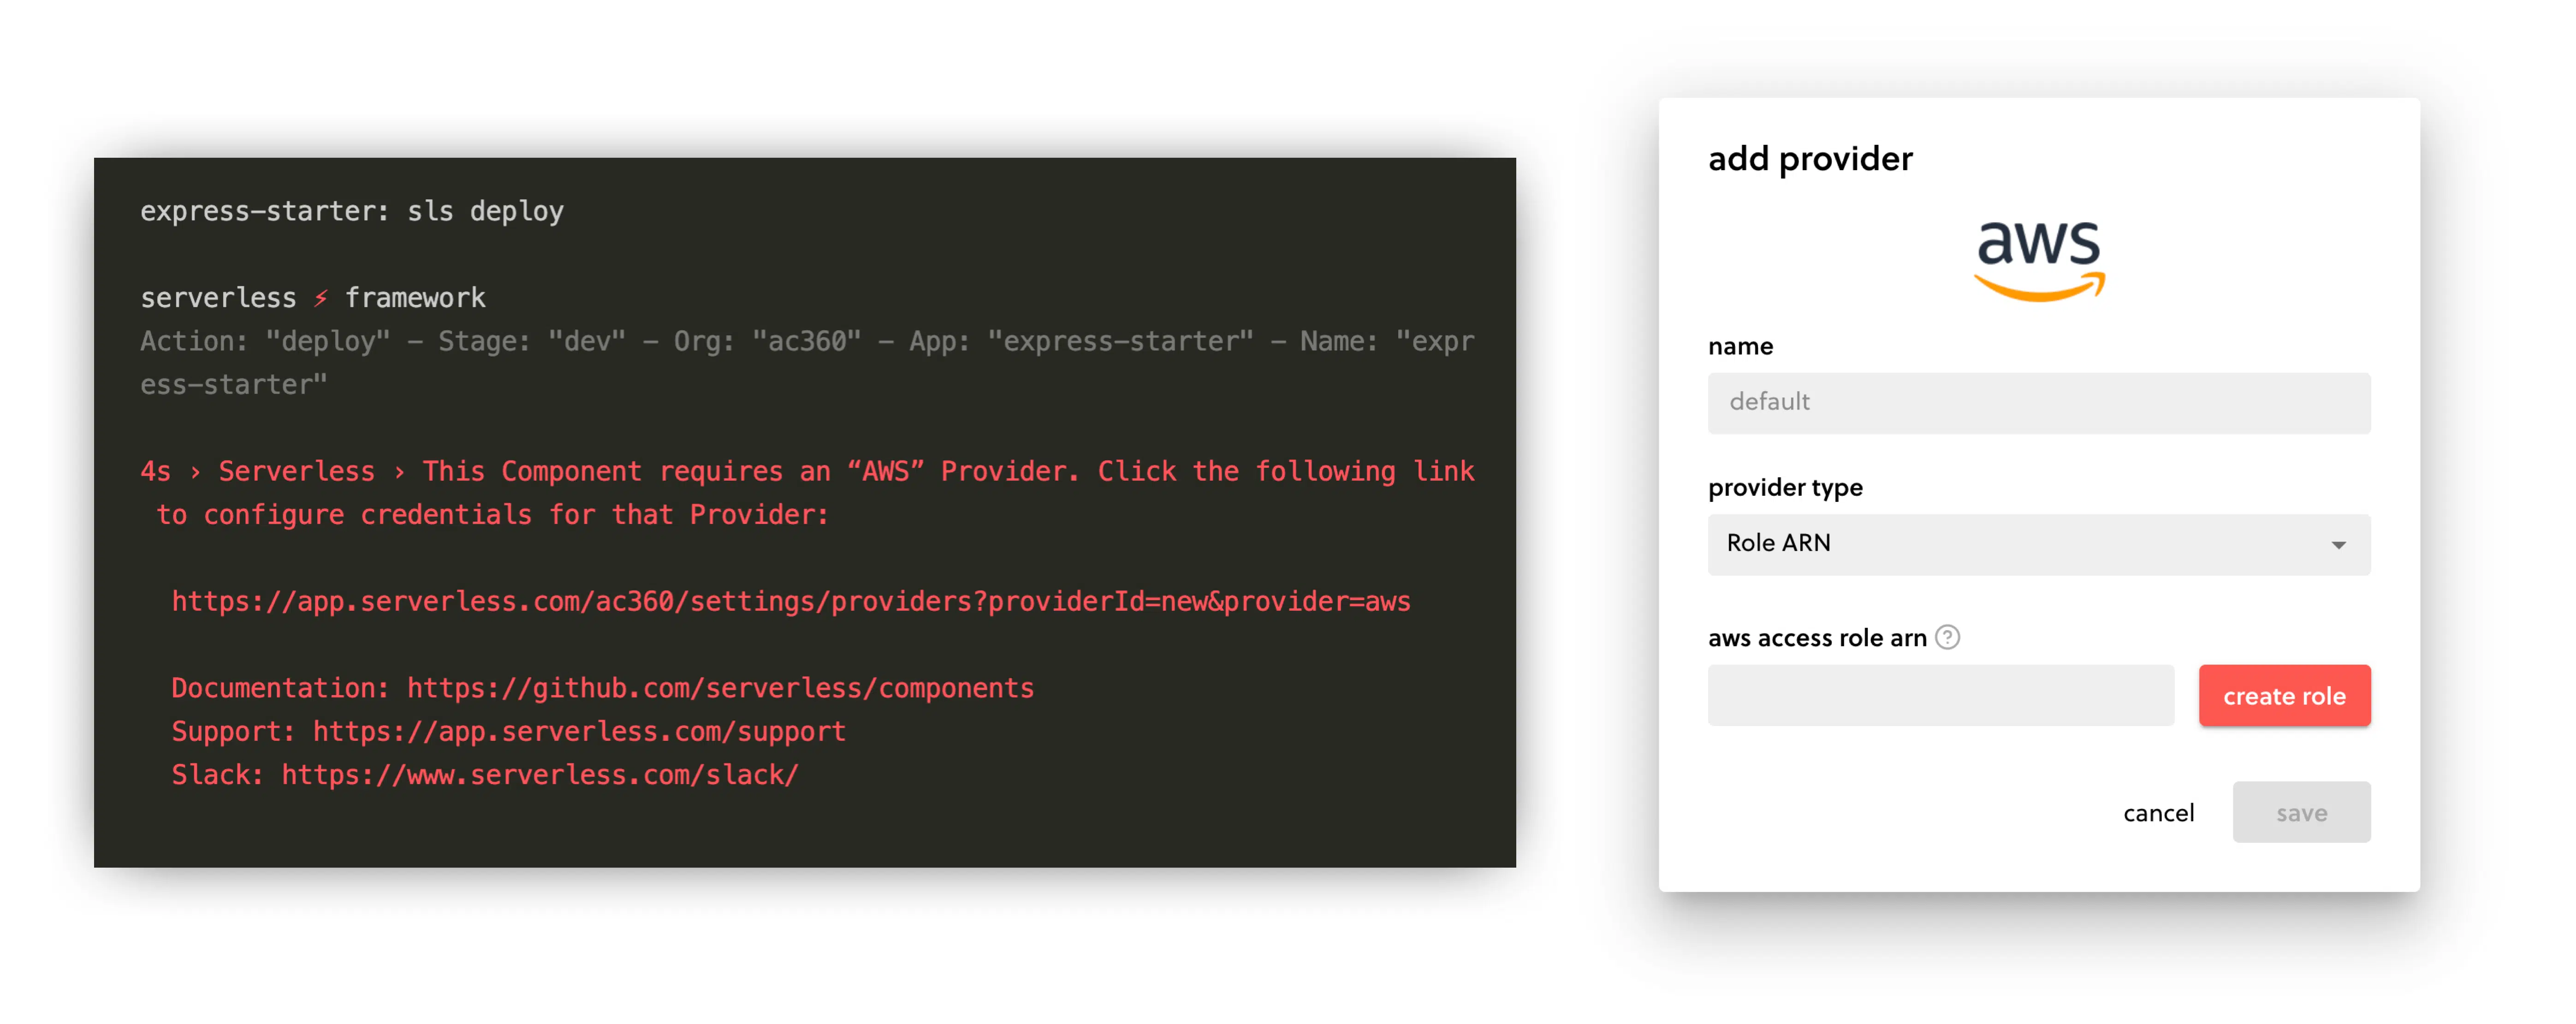 express-starter: sls deploy
serverless ⚡ framework
Action: "deploy" - Stage: "dev" - Org: "ac360" - App: "express-starter" - Name: "expr
ess-starter"
4s › Serverless › This Component requires an “AWS” Provider. Click the following link
to configure credentials for that Provider:
https://app.serverless.com/ac360/settings/providers?providerId=new&provider=aws
Documentation: https://github.com/serverless/components
Support: https://app.serverless.com/support
Slack: https://www.serverless.com/slack/
add provider
aws
name
default
provider type
Role ARN
aws access role arn ?
create role
cancel
save